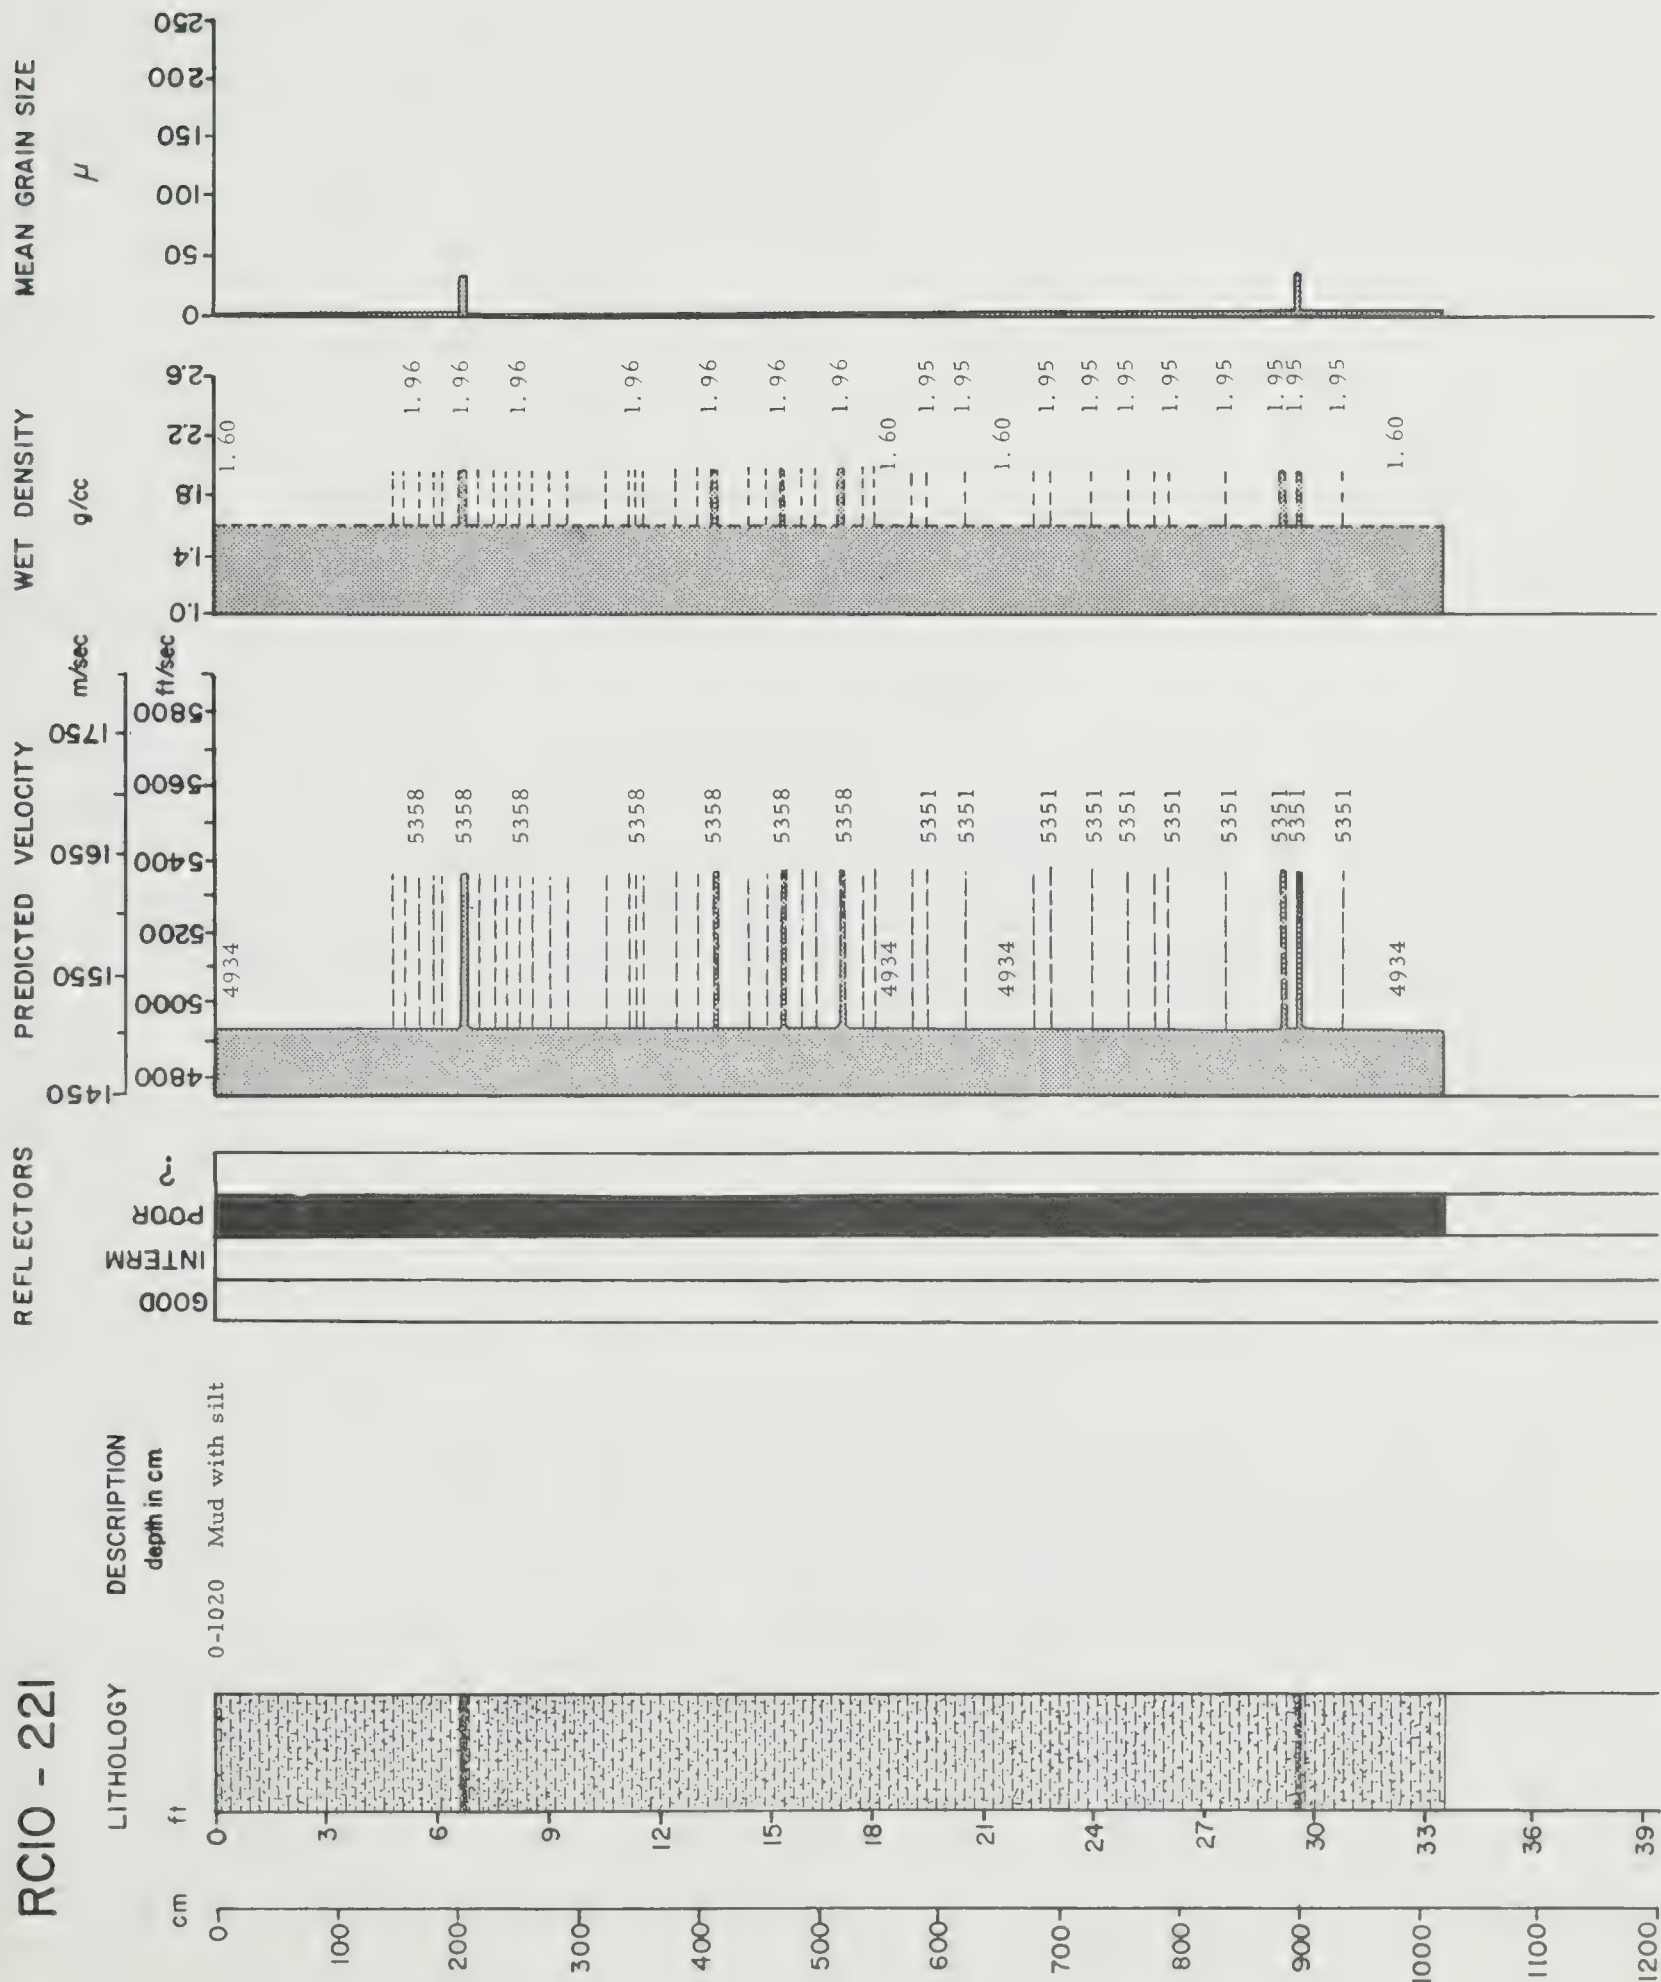 RC10 - 221
LITHOLOGY
DESCRIPTION
depth in cm
REFLECTORS
GOOD
INTERM
POOR
?
PREDICTED VELOCITY
m/sec
ft/sec
WET DENSITY
g/cc
MEAN GRAIN SIZE
μ
cm
ft
0-1020 Mud with silt
0 100 200 300 400 500 600 700 800 900 1000 1100 1200
0 3 6 9 12 15 18 21 24 27 30 33 36 39
1450 1550 1650 1750
4800 5000 5200 5400 5600 5800
4934 4934 4934 4934
5358 5358 5358 5358 5358 5358 5358 5351 5351 5351 5351 5351 5351 5351 5351 5351 5351
1.0 1.4 1.8 2.2 2.6
1.60 1.60 1.60 1.60
1.96 1.96 1.96 1.96 1.96 1.96 1.96 1.95 1.95 1.95 1.95 1.95 1.95 1.95 1.95 1.95 1.95
0 50 100 150 200 250